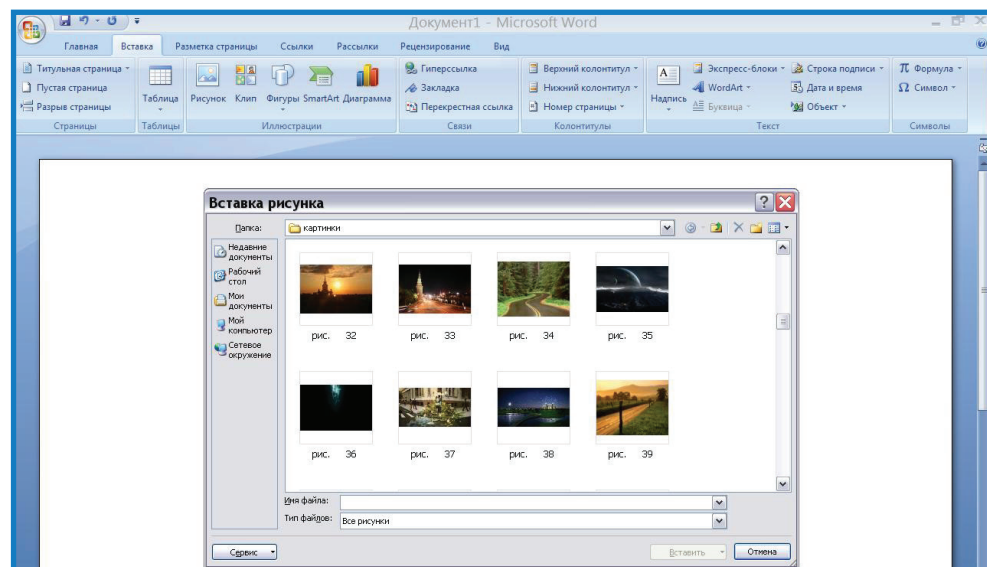 Документ1 - Microsoft Word
Главная Вставка Разметка страницы Ссылки Рассылки Рецензирование Вид
Титульная страница
Пустая страница
Разрыв страницы
Страницы
Таблица
Таблицы
Рисунок Клип Фигуры SmartArt Диаграмма
Иллюстрации
Гиперссылка
Закладка
Перекрестная ссылка
Связи
Верхний колонтитул
Нижний колонтитул
Номер страницы
Колонтитулы
Надпись
Экспресс-блоки
WordArt
Буквица
Строка подписи
Дата и время
Объект
Текст
Формула
Символ
Символы
Вставка рисунка
Папка: картинки
Недавние документы
Рабочий стол
Мои документы
Мой компьютер
Сетевое окружение
рис. 32 рис. 33 рис. 34 рис. 35
рис. 36 рис. 37 рис. 38 рис. 39
Имя файла:
Тип файлов: Все рисунки
Сервис Вставить Отмена